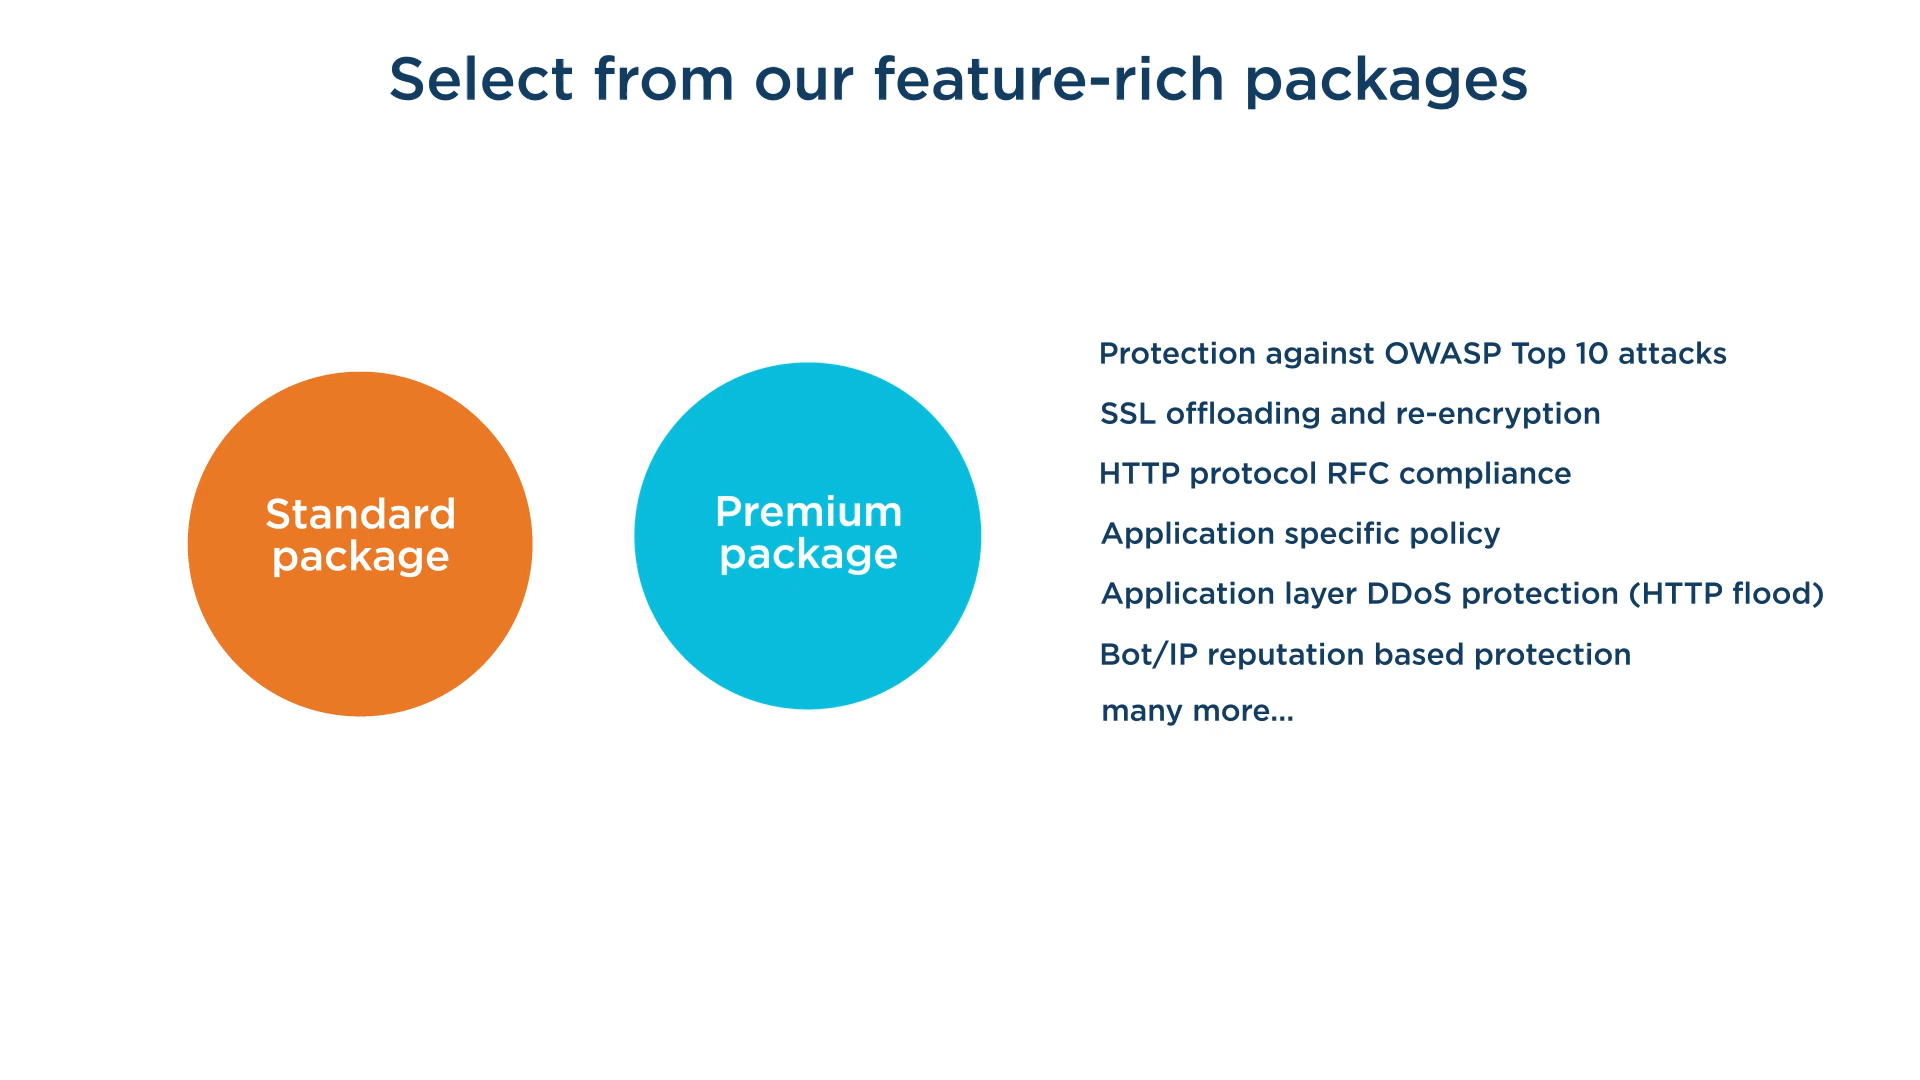 Select from our feature-rich packages
Standard
package
Premium
package
Protection against OWASP Top 10 attacks
SSL offloading and re-encryption
HTTP protocol RFC compliance
Application specific policy
Application layer DDoS protection (HTTP flood)
Bot/IP reputation based protection
many more...